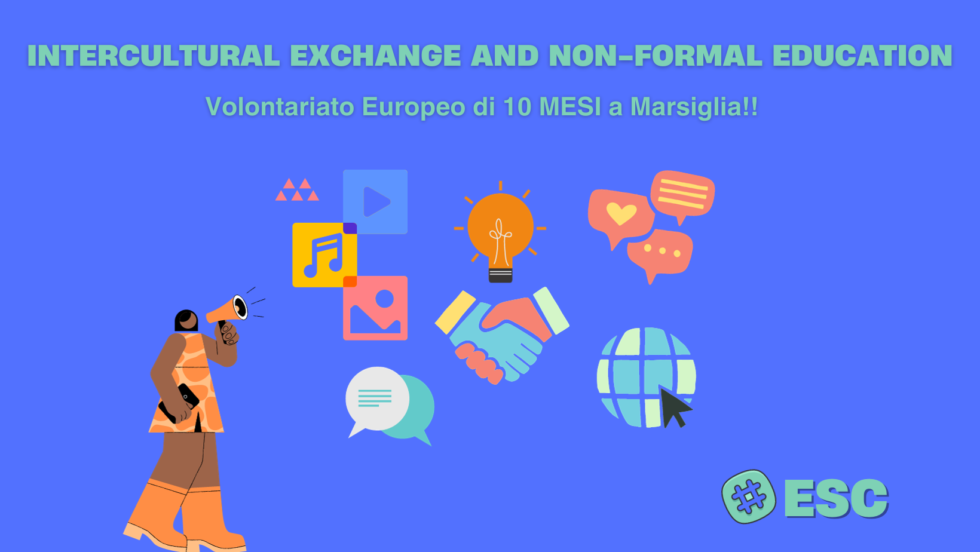 INTERCULTURAL EXCHANGE AND NON-FORMAL EDUCATION
Volontariato Europeo di 10 MESI a Marsiglia!!
#ESC